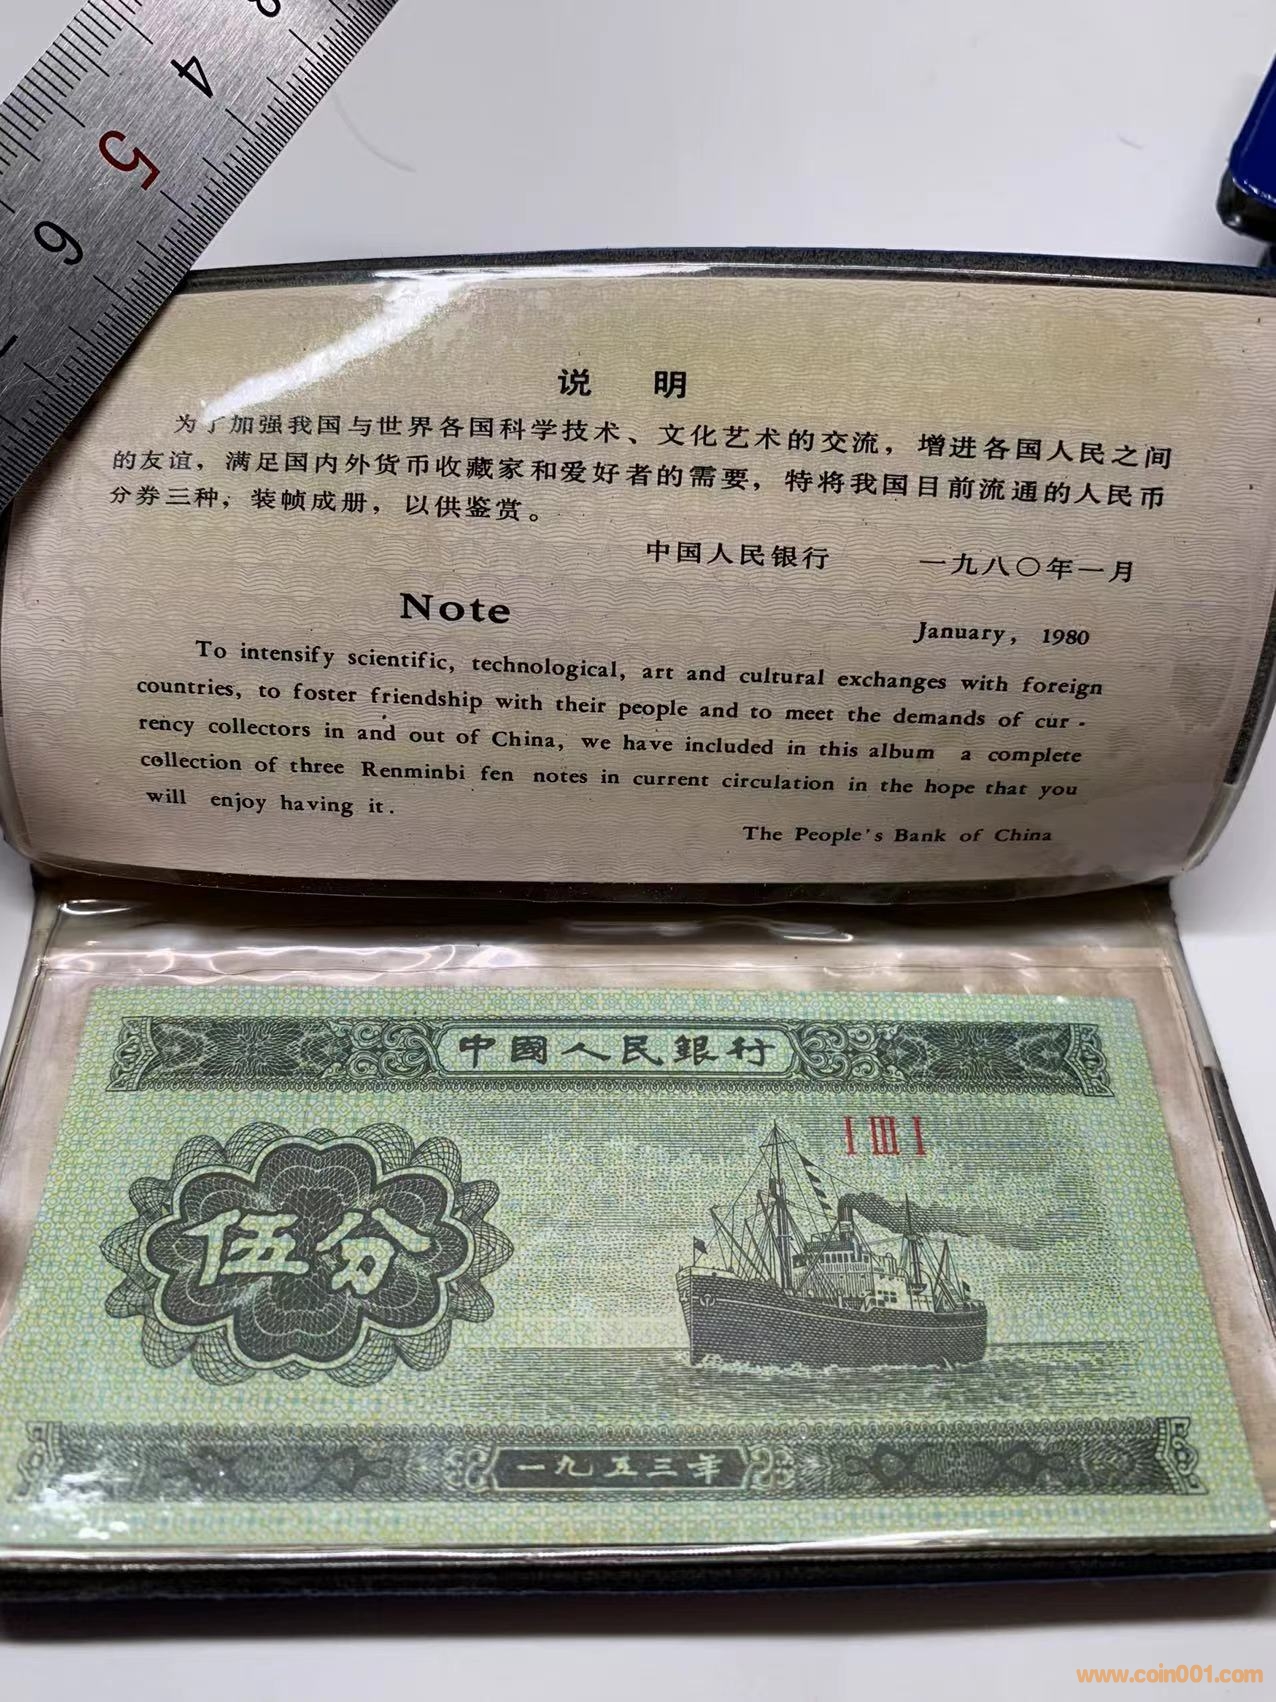 4
5
6
说 明
为了加强我国与世界各国科学技术、文化艺术的交流，增进各国人民之间
的友谊，满足国内外货币收藏家和爱好者的需要，特将我国目前流通的人民币
分券三种，装帧成册，以供鉴赏。
中国人民银行 一九八〇年一月
Note
January, 1980
To intensify scientific, technological, art and cultural exchanges with foreign
countries, to foster friendship with their people and to meet the demands of cur-
rency collectors in and out of China, we have included in this album a complete
collection of three Renminbi fen notes in current circulation in the hope that you
will enjoy having it.
The People's Bank of China
中國人民銀行
I III I
伍分
一九五三年
www.coin001.com